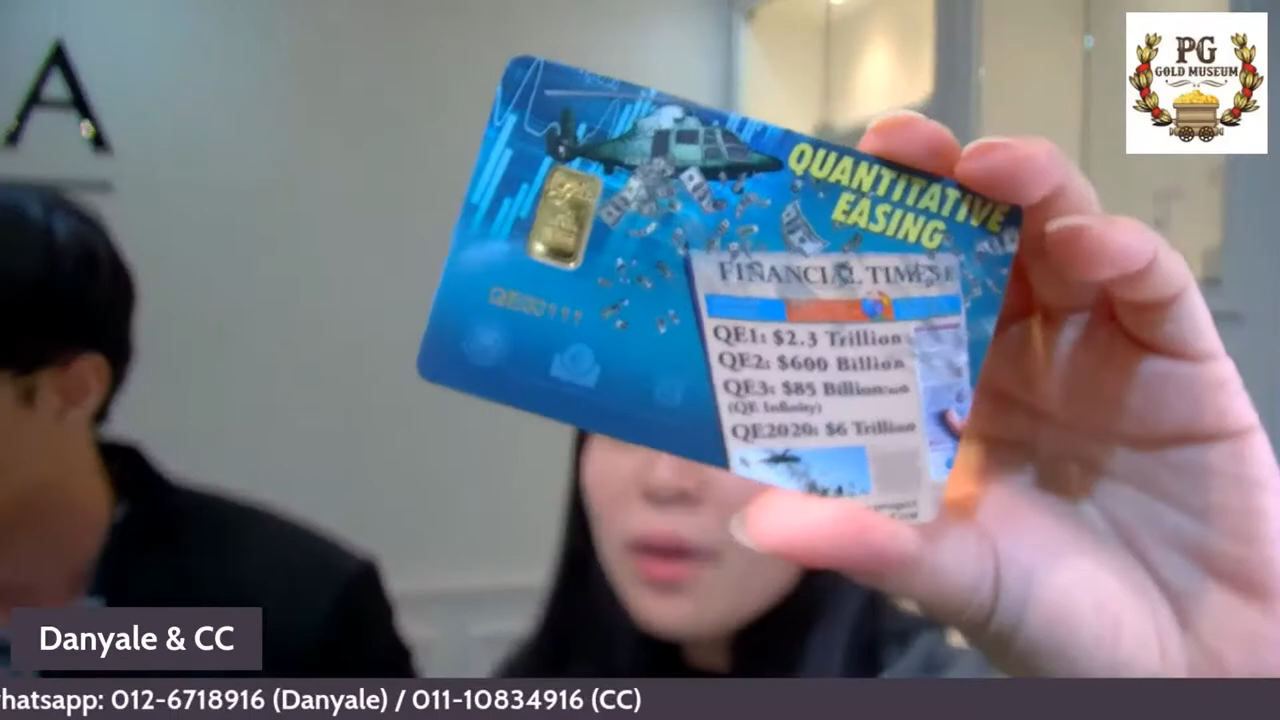 A
PG
GOLD MUSEUM
QUANTITATIVE
EASING
FINANCIAL TIMES
QE1: $2.3 Trillion
QE2: $600 Billion
QE3: $85 Billion
(QE Infinity)
QE2020: $6 Trillion
Danyale & CC
hatsapp: 012-6718916 (Danyale) / 011-10834916 (CC)